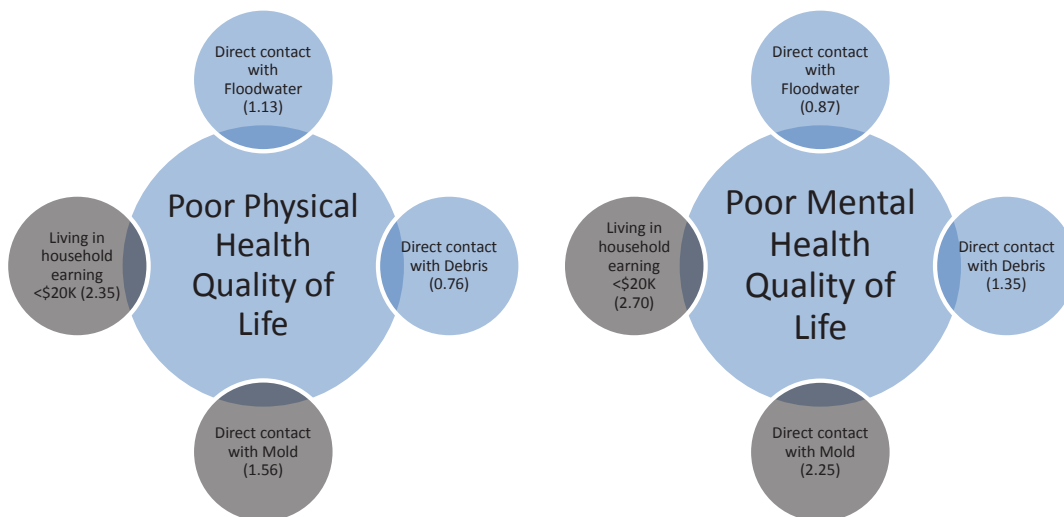 Direct contact
with
Floodwater
(1.13)
Poor Physical
Health
Quality of
Life
Living in
household
earning
<$20K (2.35)
Direct contact
with Debris
(0.76)
Direct contact
with Mold
(1.56)
Direct contact
with
Floodwater
(0.87)
Poor Mental
Health
Quality of
Life
Living in
household
earning
<$20K
(2.70)
Direct contact
with Debris
(1.35)
Direct contact
with Mold
(2.25)